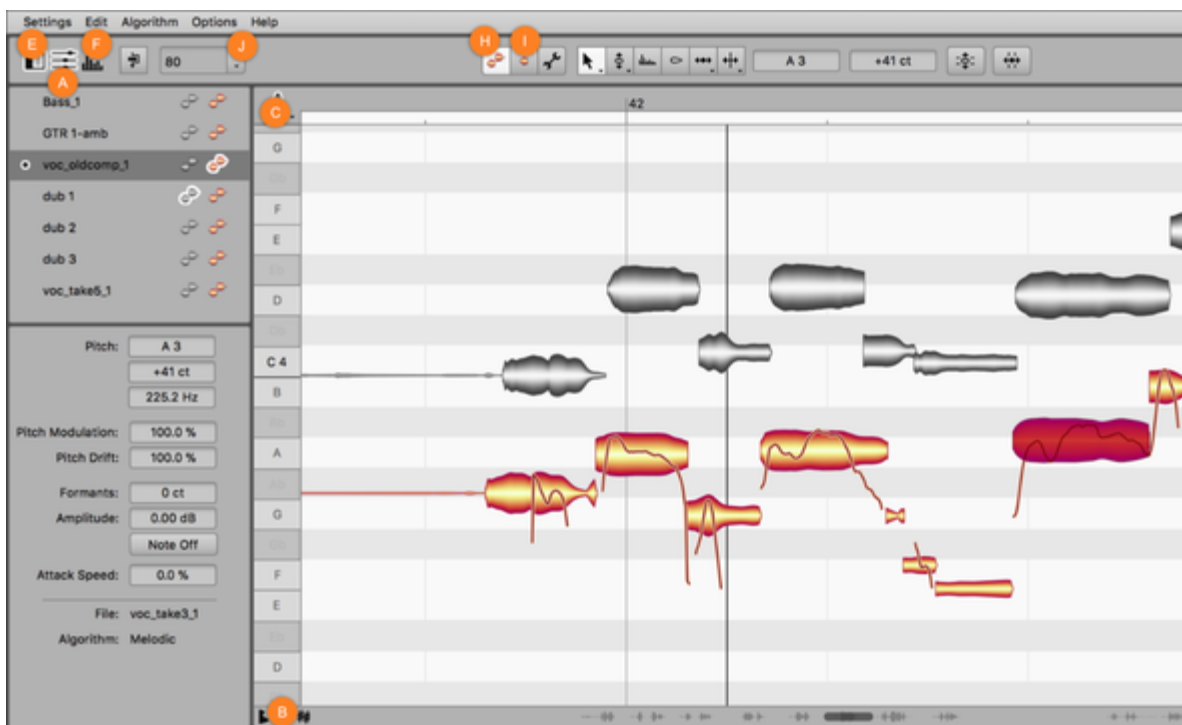 Settings Edit Algorithm Options Help
E F J H I
A 80 A 3 +41 ct
Bass_1
C 42
GTR 1-amb
voc_oldcomp_1
dub 1
dub 2
dub 3
voc_take5_1
G
F
E
D
C 4
B
A
G
F
E
D
Pitch: A 3
+41 ct
225.2 Hz
Pitch Modulation: 100.0 %
Pitch Drift: 100.0 %
Formants: 0 ct
Amplitude: 0.00 dB
Note Off
Attack Speed: 0.0 %
File: voc_take3_1
Algorithm: Melodic
B